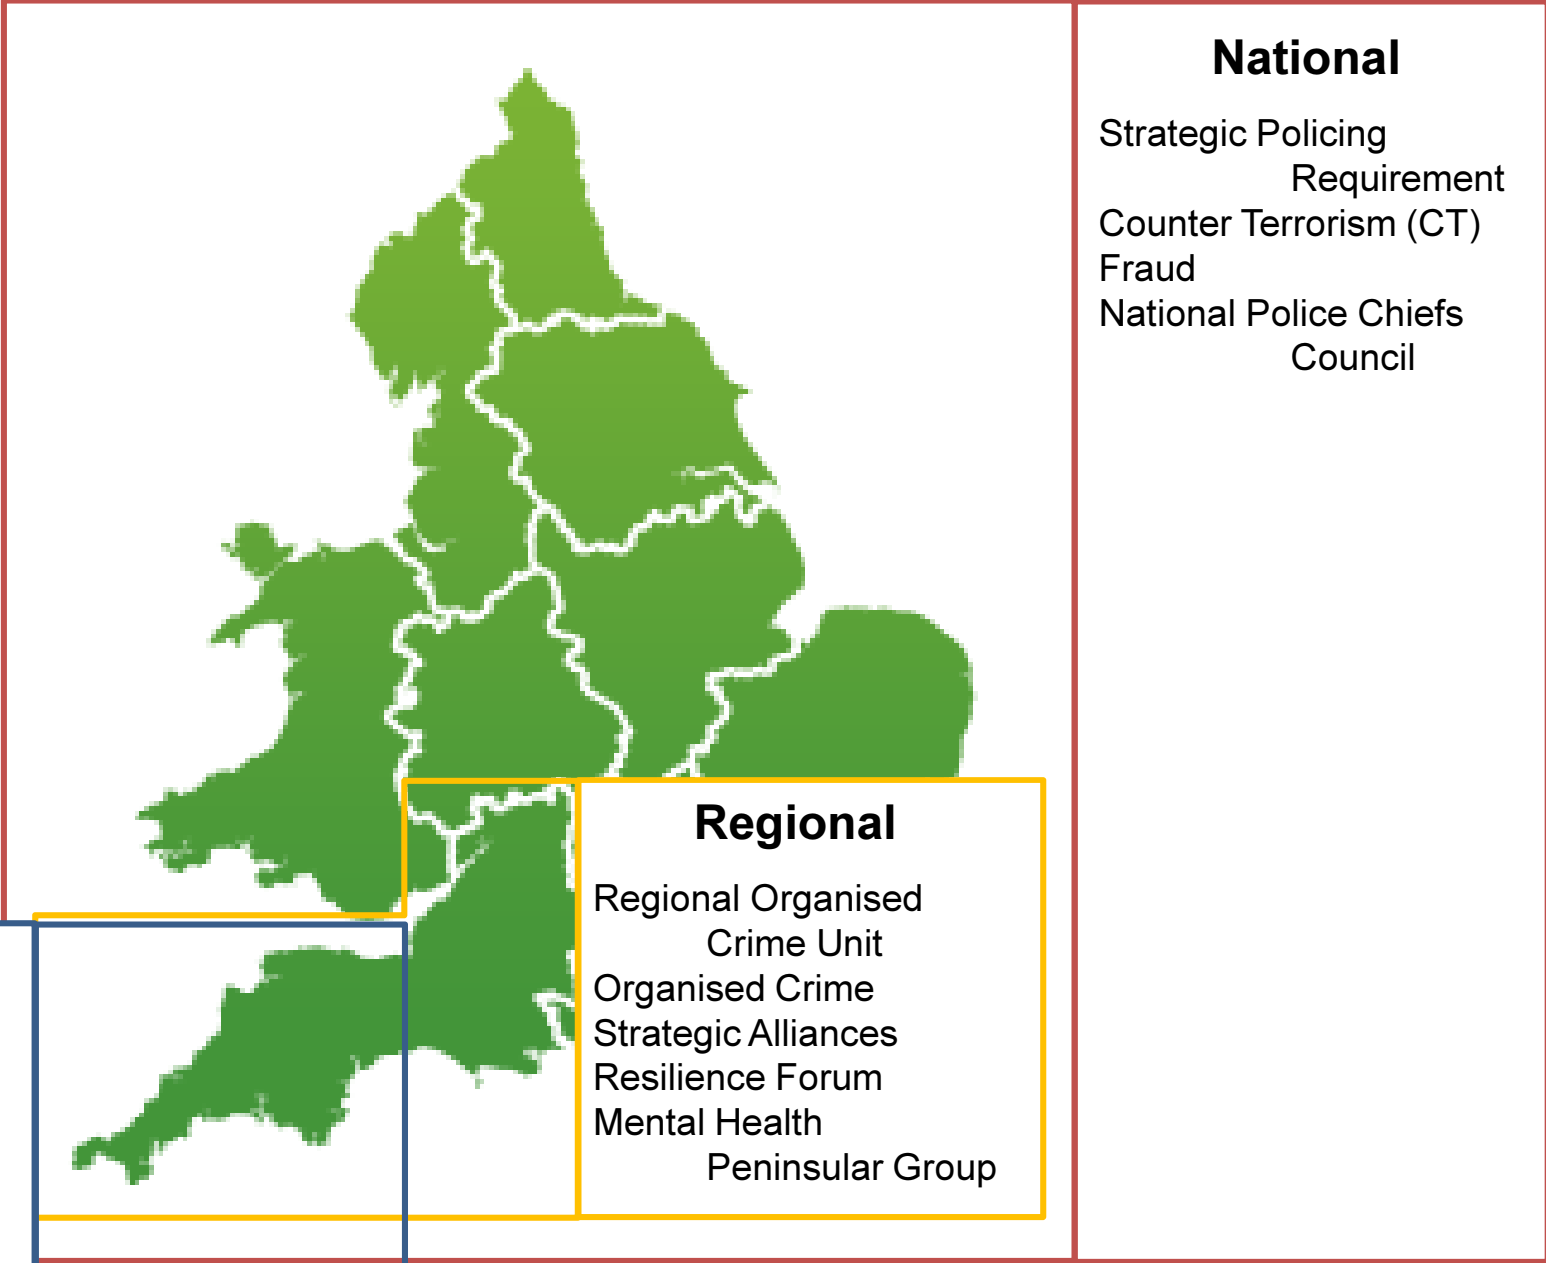 National
Strategic Policing
Requirement
Counter Terrorism (CT)
Fraud
National Police Chiefs
Council
Regional
Regional Organised
Crime Unit
Organised Crime
Strategic Alliances
Resilience Forum
Mental Health
Peninsular Group